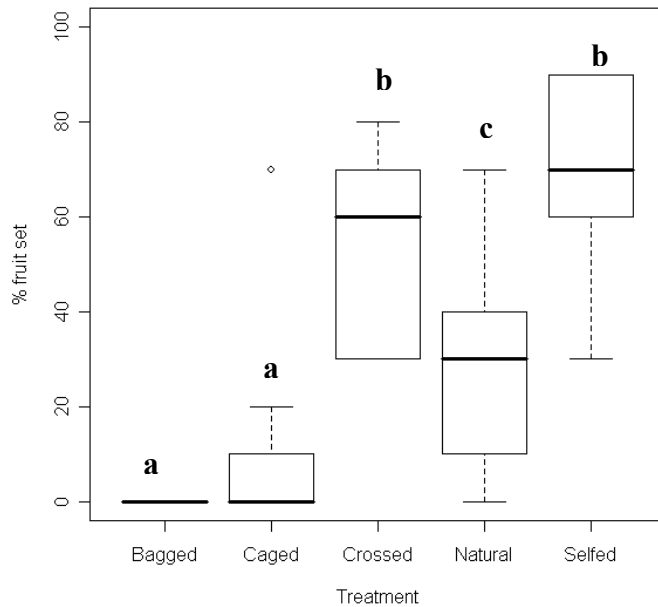 100
80
60
40
20
0
% fruit set
a
a
b
c
b
Bagged Caged Crossed Natural Selfed
Treatment